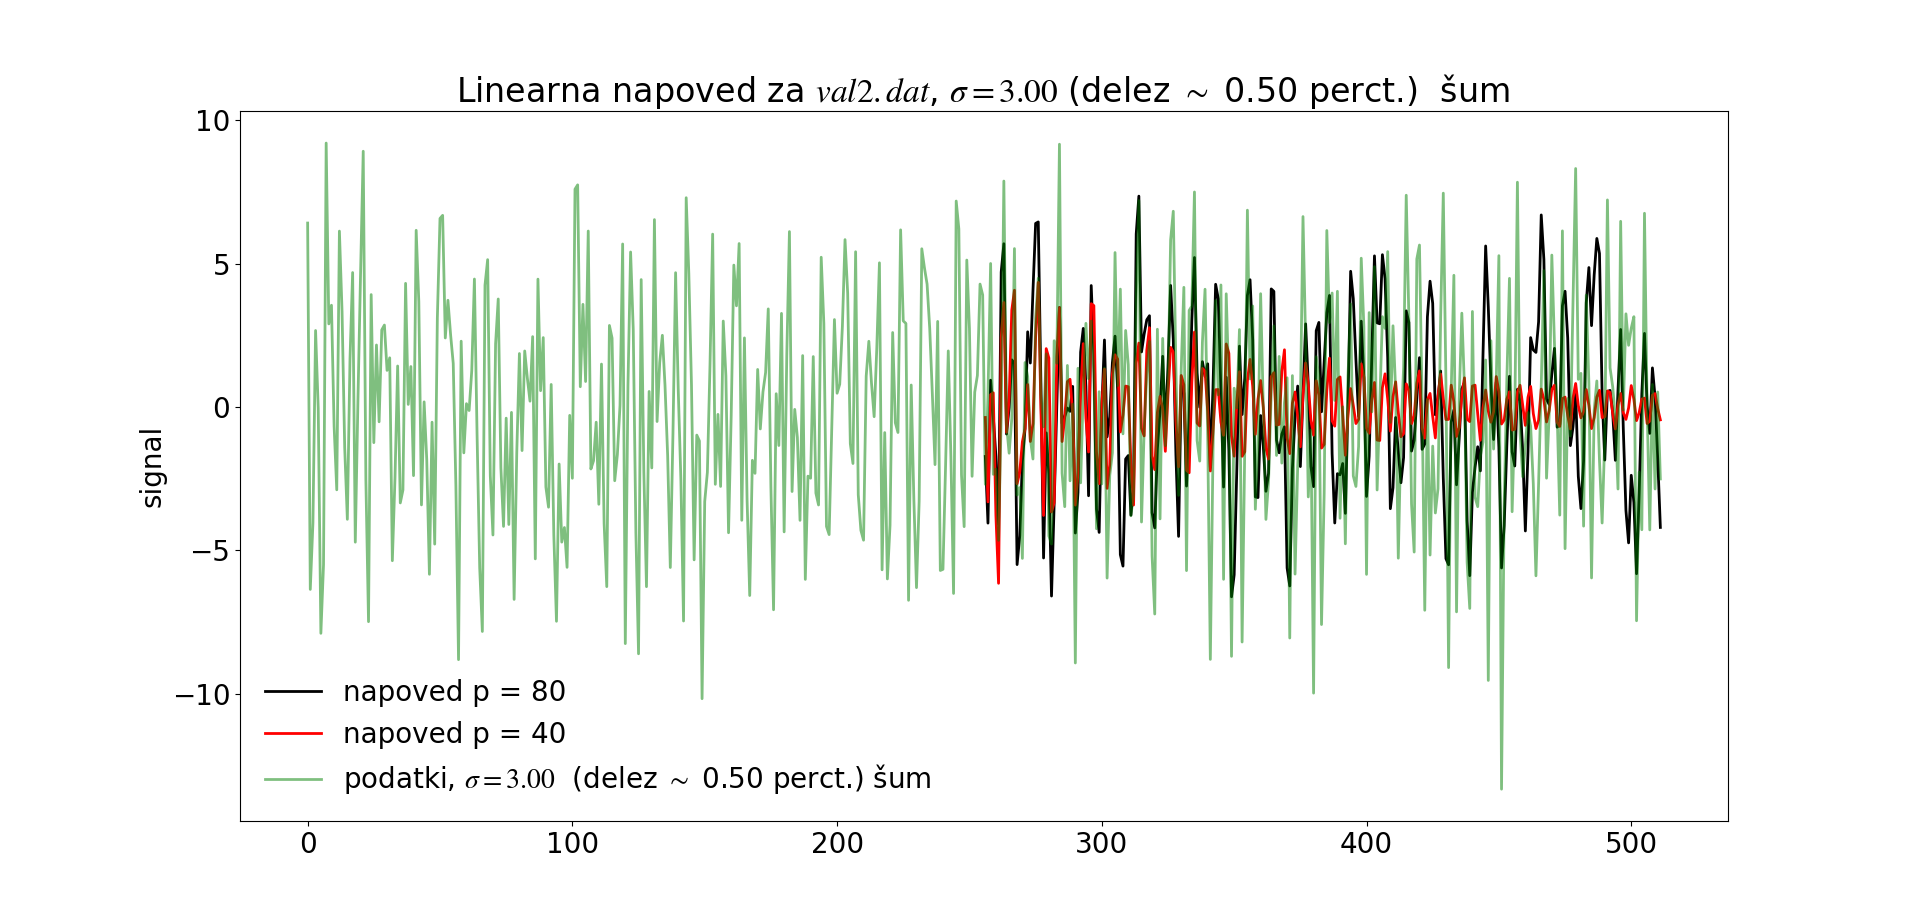 Linearna napoved za val2.dat, σ = 3.00 (delez ∼ 0.50 perct.)  šum
10
5
0
−5
−10
signal
napoved p = 80
napoved p = 40
podatki, σ = 3.00  (delez ∼ 0.50 perct.) šum
0 100 200 300 400 500